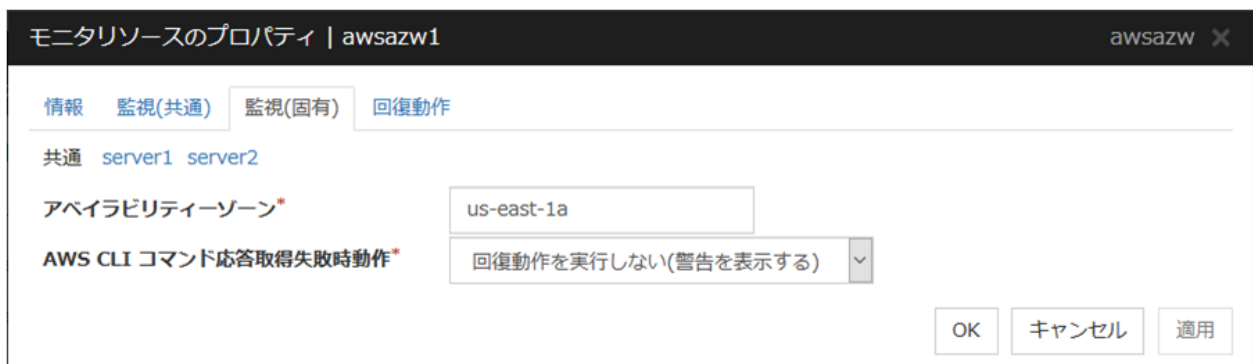 モニタリソースのプロパティ | awsazw1 awsazw ×
情報 監視(共通) 監視(固有) 回復動作
共通 server1 server2
アベイラビリティーゾーン* us-east-1a
AWS CLI コマンド応答取得失敗時動作* 回復動作を実行しない(警告を表示する)
OK キャンセル 適用